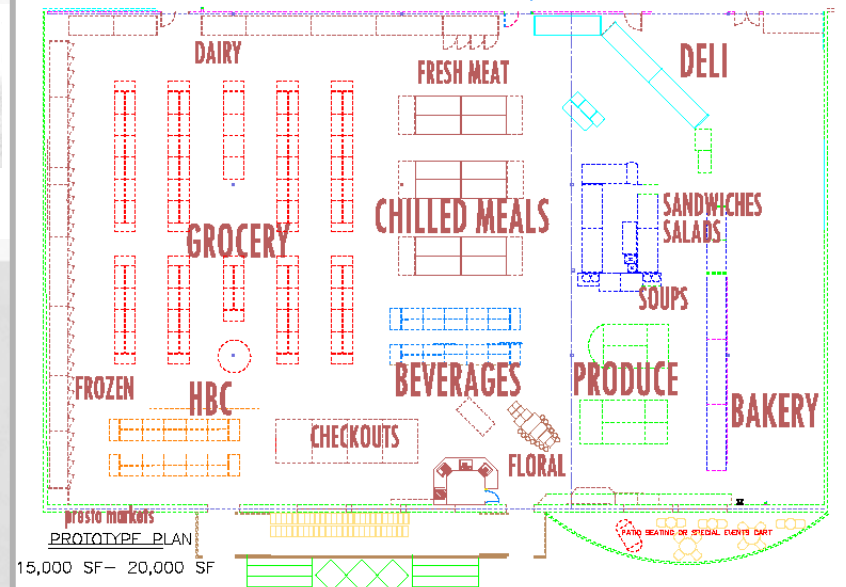 DAIRY
FRESH MEAT
DELI
GROCERY
CHILLED MEALS
SANDWICHES
SALADS
SOUPS
FROZEN
HBC
BEVERAGES
PRODUCE
BAKERY
CHECKOUTS
FLORAL
presto markets
PROTOTYPE PLAN
15,000 SF- 20,000 SF
PATIO SEATING OR SPECIAL EVENTS CART